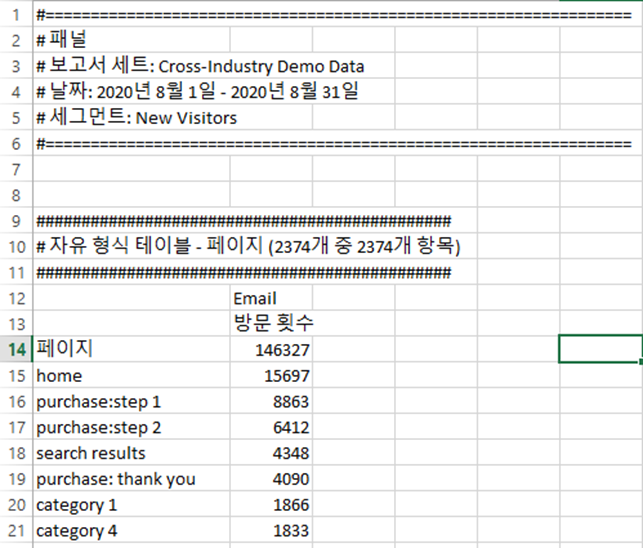 1 #=================================================================
2 # 패널
3 # 보고서 세트: Cross-Industry Demo Data
4 # 날짜: 2020년 8월 1일 - 2020년 8월 31일
5 # 세그먼트: New Visitors
6 #=================================================================
7
8
9 ##############################################
10 # 자유 형식 테이블 - 페이지 (2374개 중 2374개 항목)
11 ##############################################
12 Email
13 방문 횟수
14 페이지 146327
15 home 15697
16 purchase:step 1 8863
17 purchase:step 2 6412
18 search results 4348
19 purchase: thank you 4090
20 category 1 1866
21 category 4 1833